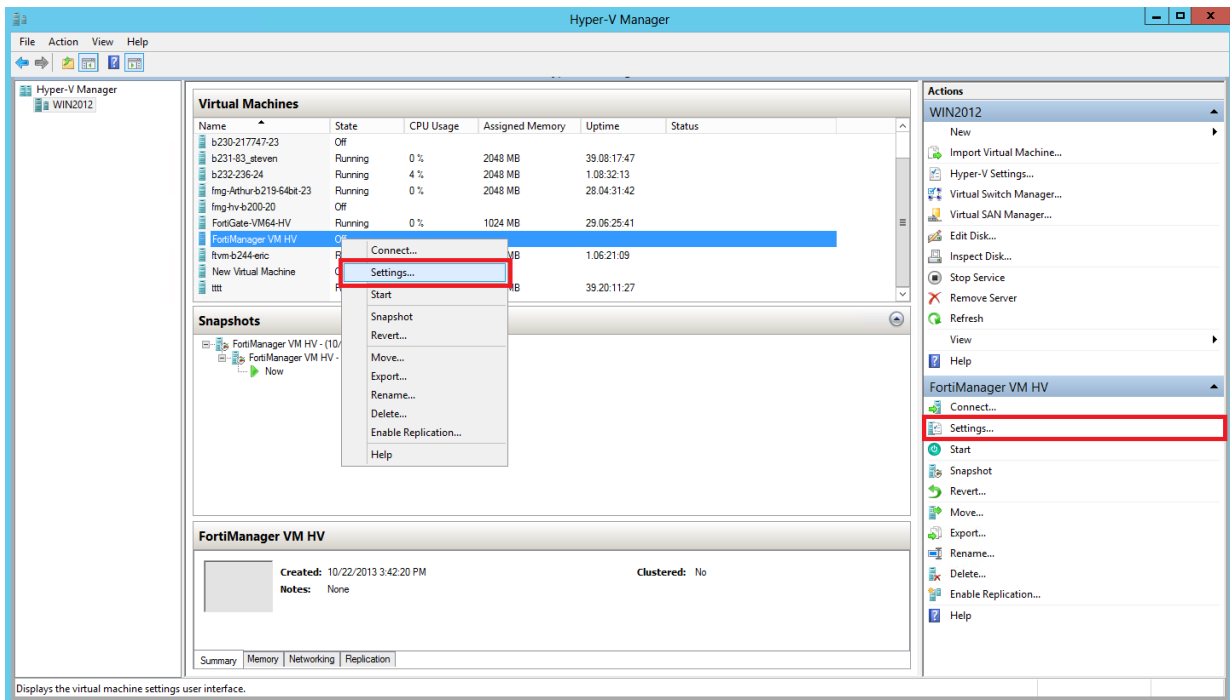 Hyper-V Manager
File Action View Help
Hyper-V Manager
WIN2012
Virtual Machines
Name State CPU Usage Assigned Memory Uptime Status
b230-217747-23 Off
b231-83_steven Running 0 % 2048 MB 39.08:17:47
b232-236-24 Running 4 % 2048 MB 1.08:32:13
fmg-Arthur-b219-64bit-23 Running 0 % 2048 MB 28.04:31:42
fmg-hv-b200-20 Off
FortiGate-VM64-HV Running 0 % 1024 MB 29.06:25:41
FortiManager VM HV Off
ftvm-b244-eric R MB 1.06:21:09
New Virtual Machine
tttt R MB 39.20:11:27
Connect...
Settings...
Start
Snapshot
Revert...
Move...
Export...
Rename...
Delete...
Enable Replication...
Help
Snapshots
FortiManager VM HV - (10/
FortiManager VM HV -
Now
FortiManager VM HV
Created: 10/22/2013 3:42:20 PM Clustered: No
Notes: None
Summary Memory Networking Replication
Actions
WIN2012
New
Import Virtual Machine...
Hyper-V Settings...
Virtual Switch Manager...
Virtual SAN Manager...
Edit Disk...
Inspect Disk...
Stop Service
Remove Server
Refresh
View
Help
FortiManager VM HV
Connect...
Settings...
Start
Snapshot
Revert...
Move...
Export...
Rename...
Delete...
Enable Replication...
Help
Displays the virtual machine settings user interface.